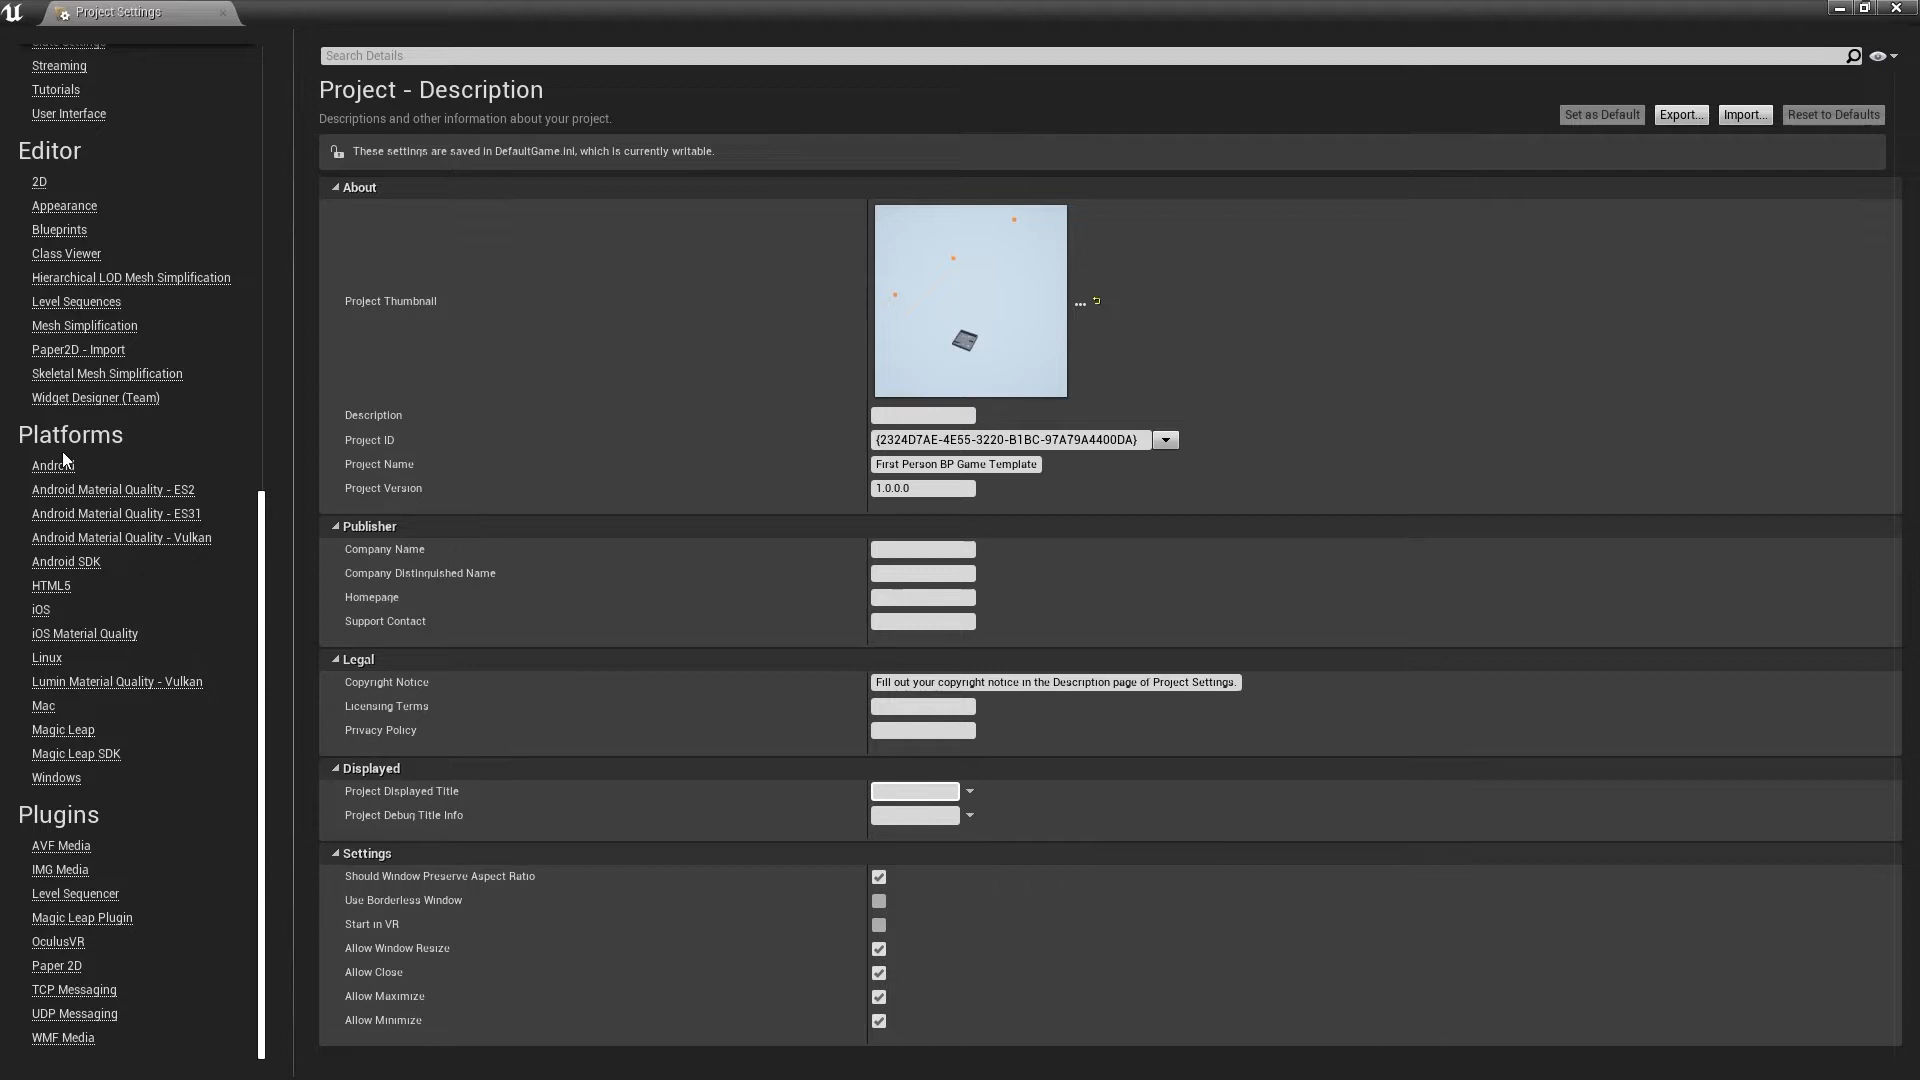 Project Settings
Streaming
Tutorials
User Interface
Editor
2D
Appearance
Blueprints
Class Viewer
Hierarchical LOD Mesh Simplification
Level Sequences
Mesh Simplification
Paper2D - Import
Skeletal Mesh Simplification
Widget Designer (Team)
Platforms
Android
Android Material Quality - ES2
Android Material Quality - ES31
Android Material Quality - Vulkan
Android SDK
HTML5
iOS
iOS Material Quality
Linux
Lumin Material Quality - Vulkan
Mac
Magic Leap
Magic Leap SDK
Windows
Plugins
AVF Media
IMG Media
Level Sequencer
Magic Leap Plugin
OculusVR
Paper 2D
TCP Messaging
UDP Messaging
WMF Media
Search Details
Project - Description
Descriptions and other information about your project.
Set as Default Export... Import... Reset to Defaults
These settings are saved in DefaultGame.ini, which is currently writable.
About
Project Thumbnail
Description
Project ID {2324D7AE-4E55-3220-B1BC-97A79A4400DA}
Project Name First Person BP Game Template
Project Version 1.0.0.0
Publisher
Company Name
Company Distinguished Name
Homepage
Support Contact
Legal
Copyright Notice Fill out your copyright notice in the Description page of Project Settings.
Licensing Terms
Privacy Policy
Displayed
Project Displayed Title
Project Debug Title Info
Settings
Should Window Preserve Aspect Ratio
Use Borderless Window
Start in VR
Allow Window Resize
Allow Close
Allow Maximize
Allow Minimize